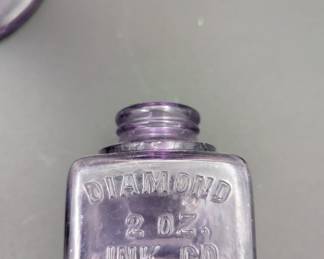 DIAMOND
2 OZ.
INK CO